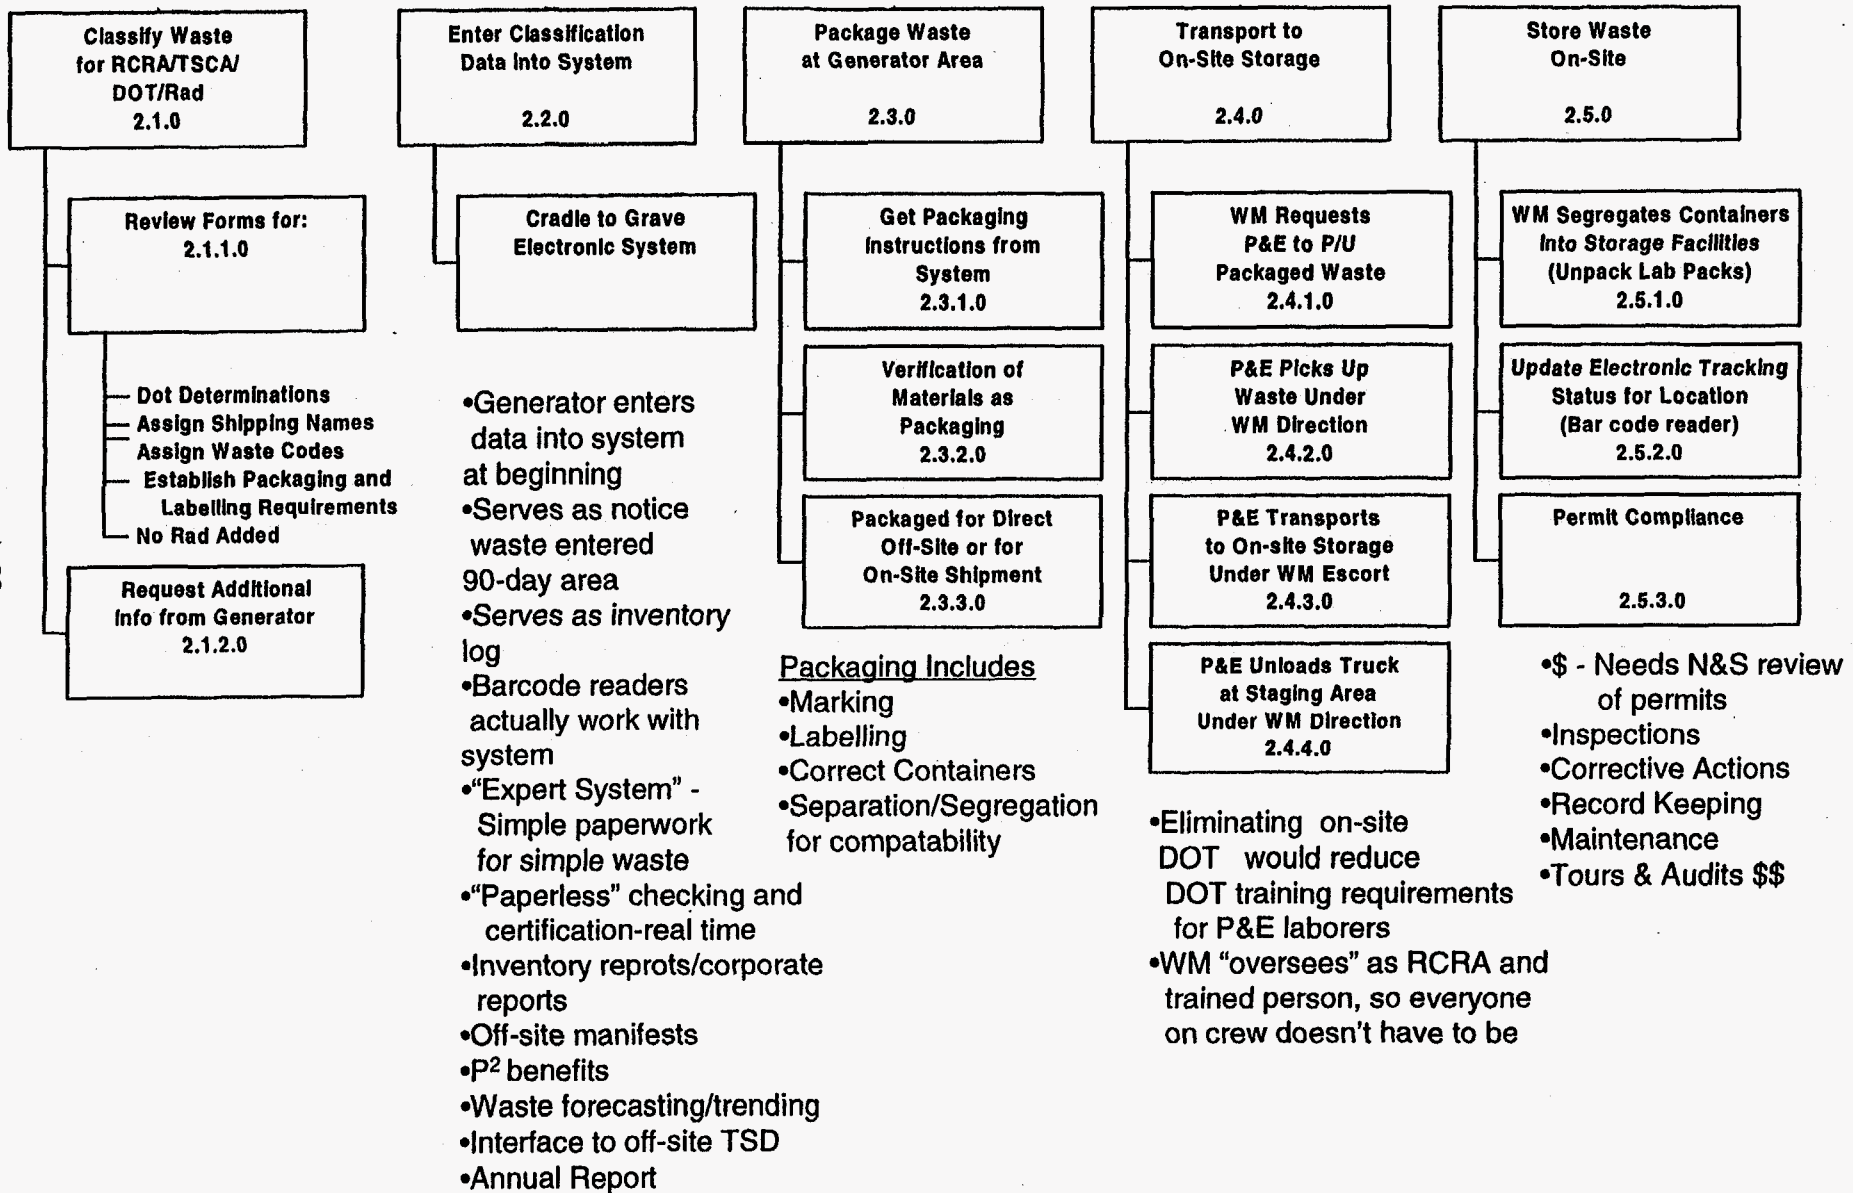 Classify Waste
for RCRA/TSCA/
DOT/Rad
2.1.0
Review Forms for:
2.1.1.0
Dot Determinations
Assign Shipping Names
Assign Waste Codes
Establish Packaging and
Labelling Requirements
No Rad Added
Request Additional
Info from Generator
2.1.2.0
Enter Classification
Data Into System
2.2.0
Cradle to Grave
Electronic System
•Generator enters
data into system
at beginning
•Serves as notice
waste entered
90-day area
•Serves as inventory
log
•Barcode readers
actually work with
system
•“Expert System” -
Simple paperwork
for simple waste
•“Paperless” checking and
certification-real time
•Inventory reprots/corporate
reports
•Off-site manifests
•P² benefits
•Waste forecasting/trending
•Interface to off-site TSD
•Annual Report
Package Waste
at Generator Area
2.3.0
Get Packaging
Instructions from
System
2.3.1.0
Verification of
Materials as
Packaging
2.3.2.0
Packaged for Direct
Off-Site or for
On-Site Shipment
2.3.3.0
Packaging Includes
•Marking
•Labelling
•Correct Containers
•Separation/Segregation
for compatability
Transport to
On-Site Storage
2.4.0
WM Requests
P&E to P/U
Packaged Waste
2.4.1.0
P&E Picks Up
Waste Under
WM Direction
2.4.2.0
P&E Transports
to On-site Storage
Under WM Escort
2.4.3.0
P&E Unloads Truck
at Staging Area
Under WM Direction
2.4.4.0
•Eliminating on-site
DOT would reduce
DOT training requirements
for P&E laborers
•WM “oversees” as RCRA and
trained person, so everyone
on crew doesn't have to be
Store Waste
On-Site
2.5.0
WM Segregates Containers
Into Storage Facilities
(Unpack Lab Packs)
2.5.1.0
Update Electronic Tracking
Status for Location
(Bar code reader)
2.5.2.0
Permit Compliance
2.5.3.0
•$ - Needs N&S review
of permits
•Inspections
•Corrective Actions
•Record Keeping
•Maintenance
•Tours & Audits $$